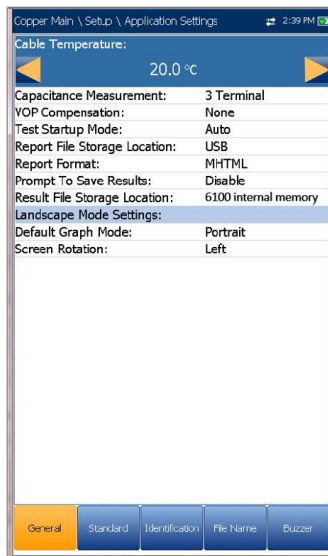 Copper Main \ Setup \ Application Settings 2:39 PM
Cable Temperature:
20.0 °C
Capacitance Measurement: 3 Terminal
VOP Compensation: None
Test Startup Mode: Auto
Report File Storage Location: USB
Report Format: MHTML
Prompt To Save Results: Disable
Result File Storage Location: 6100 internal memory
Landscape Mode Settings:
Default Graph Mode: Portrait
Screen Rotation: Left
General Standard Identification File Name Buzzer